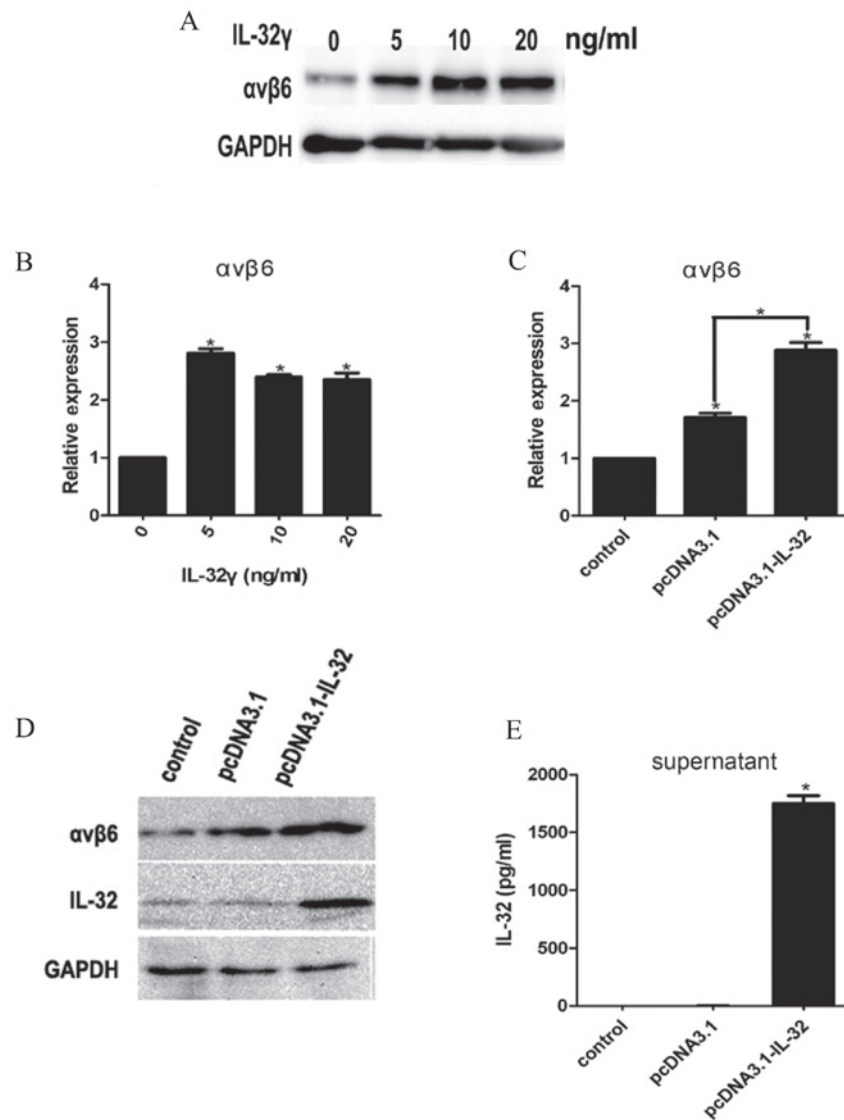 A
IL-32γ 0 5 10 20 ng/ml
αvβ6
GAPDH
B
αvβ6
Relative expression
4
3
2
1
0
*
*
*
0 5 10 20
IL-32γ (ng/ml)
C
αvβ6
Relative expression
4
3
2
1
0
*
*
*
control pcDNA3.1 pcDNA3.1-IL-32
D
control pcDNA3.1 pcDNA3.1-IL-32
αvβ6
IL-32
GAPDH
E
supernatant
IL-32 (pg/ml)
2000
1500
1000
500
0
*
control pcDNA3.1 pcDNA3.1-IL-32